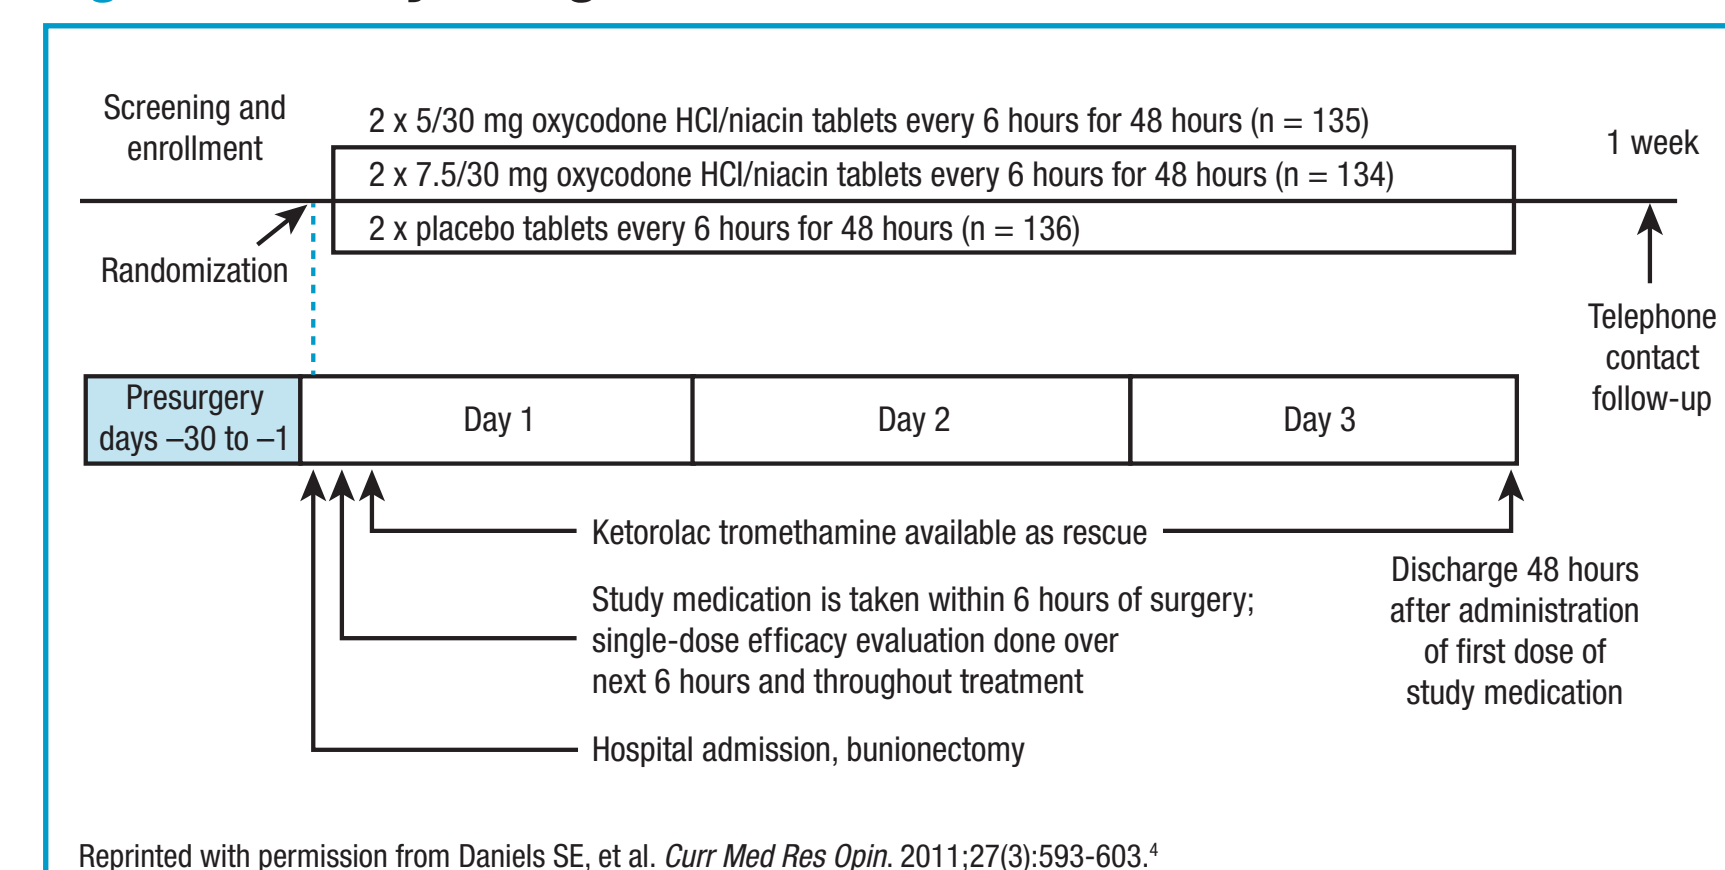 Screening and
enrollment
2 x 5/30 mg oxycodone HCl/niacin tablets every 6 hours for 48 hours (n = 135)
2 x 7.5/30 mg oxycodone HCl/niacin tablets every 6 hours for 48 hours (n = 134)
2 x placebo tablets every 6 hours for 48 hours (n = 136)
1 week
Randomization
Telephone
contact
follow-up
Presurgery
days –30 to –1
Day 1
Day 2
Day 3
Ketorolac tromethamine available as rescue
Study medication is taken within 6 hours of surgery;
single-dose efficacy evaluation done over
next 6 hours and throughout treatment
Hospital admission, bunionectomy
Discharge 48 hours
after administration
of first dose of
study medication
Reprinted with permission from Daniels SE, et al. Curr Med Res Opin. 2011;27(3):593-603.4